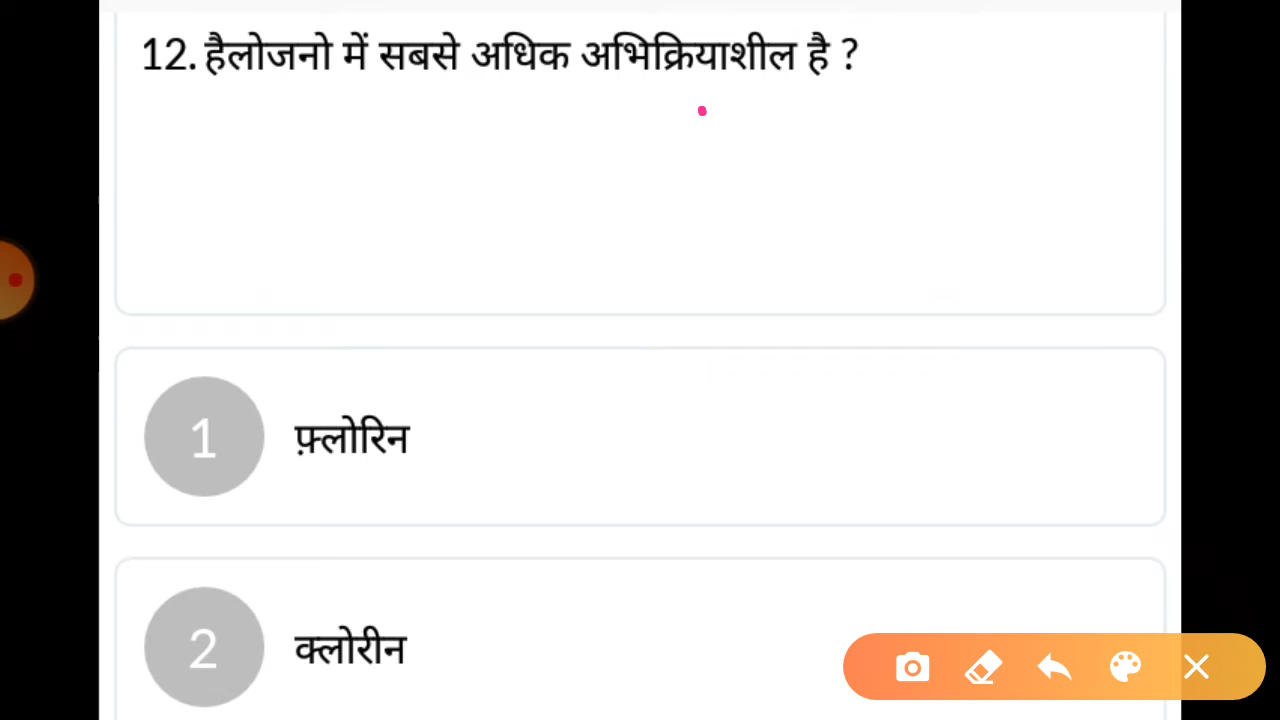 12. हैलोजनो में सबसे अधिक अभिक्रियाशील है ?
1 फ़्लोरिन
2 क्लोरीन